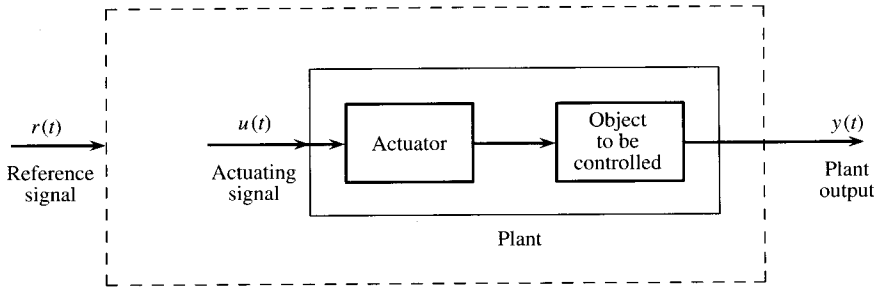 r(t)
Reference
signal
u(t)
Actuating
signal
Actuator
Object
to be
controlled
Plant
y(t)
Plant
output